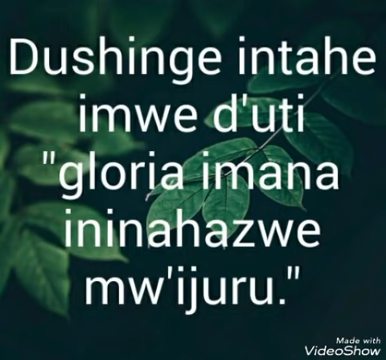 Dushinge intahe
imwe d'uti
"gloria imana
ininahazwe
mw'ijuru."
Made with
VideoShow